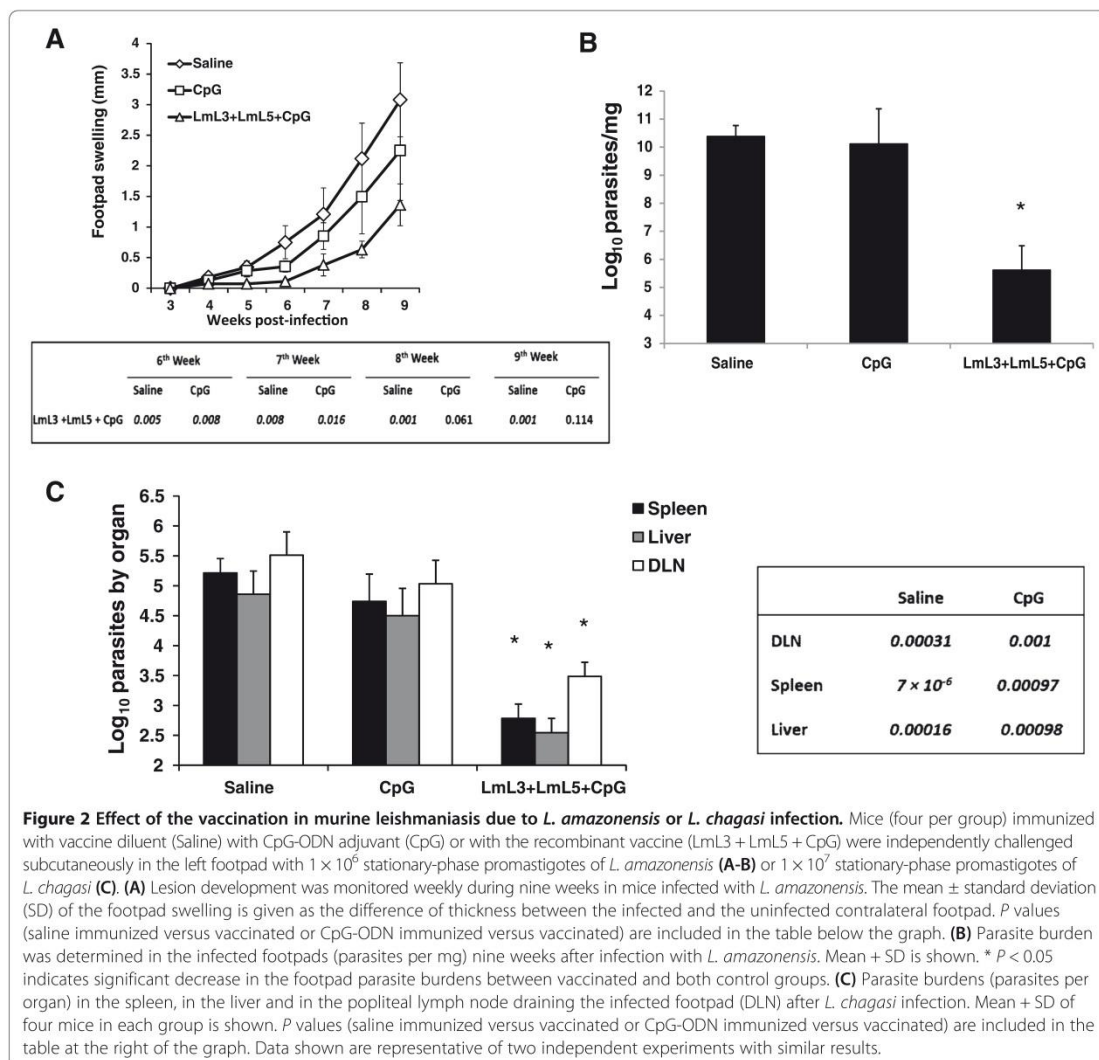 A
Saline
CpG
LmL3+LmL5+CpG
Footpad swelling (mm)
4
3.5
3
2.5
2
1.5
1
0.5
0
3 4 5 6 7 8 9
Weeks post-infection
6th Week 7th Week 8th Week 9th Week
Saline CpG Saline CpG Saline CpG Saline CpG
LmL3 +LmL5 + CpG 0.005 0.008 0.008 0.016 0.001 0.061 0.001 0.114
B
Log10 parasites/mg
12
11
10
9
8
7
6
5
4
3
*
Saline CpG LmL3+LmL5+CpG
C
Log10 parasites by organ
6.5
6
5.5
5
4.5
4
3.5
3
2.5
2
* * *
Saline CpG LmL3+LmL5+CpG
Spleen
Liver
DLN
Saline CpG
DLN 0.00031 0.001
Spleen 7 × 10-6 0.00097
Liver 0.00016 0.00098
Figure 2 Effect of the vaccination in murine leishmaniasis due to L. amazonensis or L. chagasi infection. Mice (four per group) immunized
with vaccine diluent (Saline) with CpG-ODN adjuvant (CpG) or with the recombinant vaccine (LmL3 + LmL5 + CpG) were independently challenged
subcutaneously in the left footpad with 1 × 10^6 stationary-phase promastigotes of L. amazonensis (A-B) or 1 × 10^7 stationary-phase promastigotes of
L. chagasi (C). (A) Lesion development was monitored weekly during nine weeks in mice infected with L. amazonensis. The mean ± standard deviation
(SD) of the footpad swelling is given as the difference of thickness between the infected and the uninfected contralateral footpad. P values
(saline immunized versus vaccinated or CpG-ODN immunized versus vaccinated) are included in the table below the graph. (B) Parasite burden
was determined in the infected footpads (parasites per mg) nine weeks after infection with L. amazonensis. Mean + SD is shown. * P < 0.05
indicates significant decrease in the footpad parasite burdens between vaccinated and both control groups. (C) Parasite burdens (parasites per
organ) in the spleen, in the liver and in the popliteal lymph node draining the infected footpad (DLN) after L. chagasi infection. Mean + SD of
four mice in each group is shown. P values (saline immunized versus vaccinated or CpG-ODN immunized versus vaccinated) are included in the
table at the right of the graph. Data shown are representative of two independent experiments with similar results.